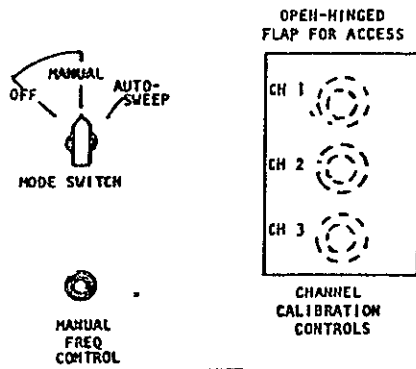 OPEN-HINGED
FLAP FOR ACCESS
MANUAL
OFF
AUTO-
SWEEP
MODE SWITCH
CH 1
CH 2
CH 3
MANUAL
FREQ
CONTROL
CHANNEL
CALIBRATION
CONTROLS